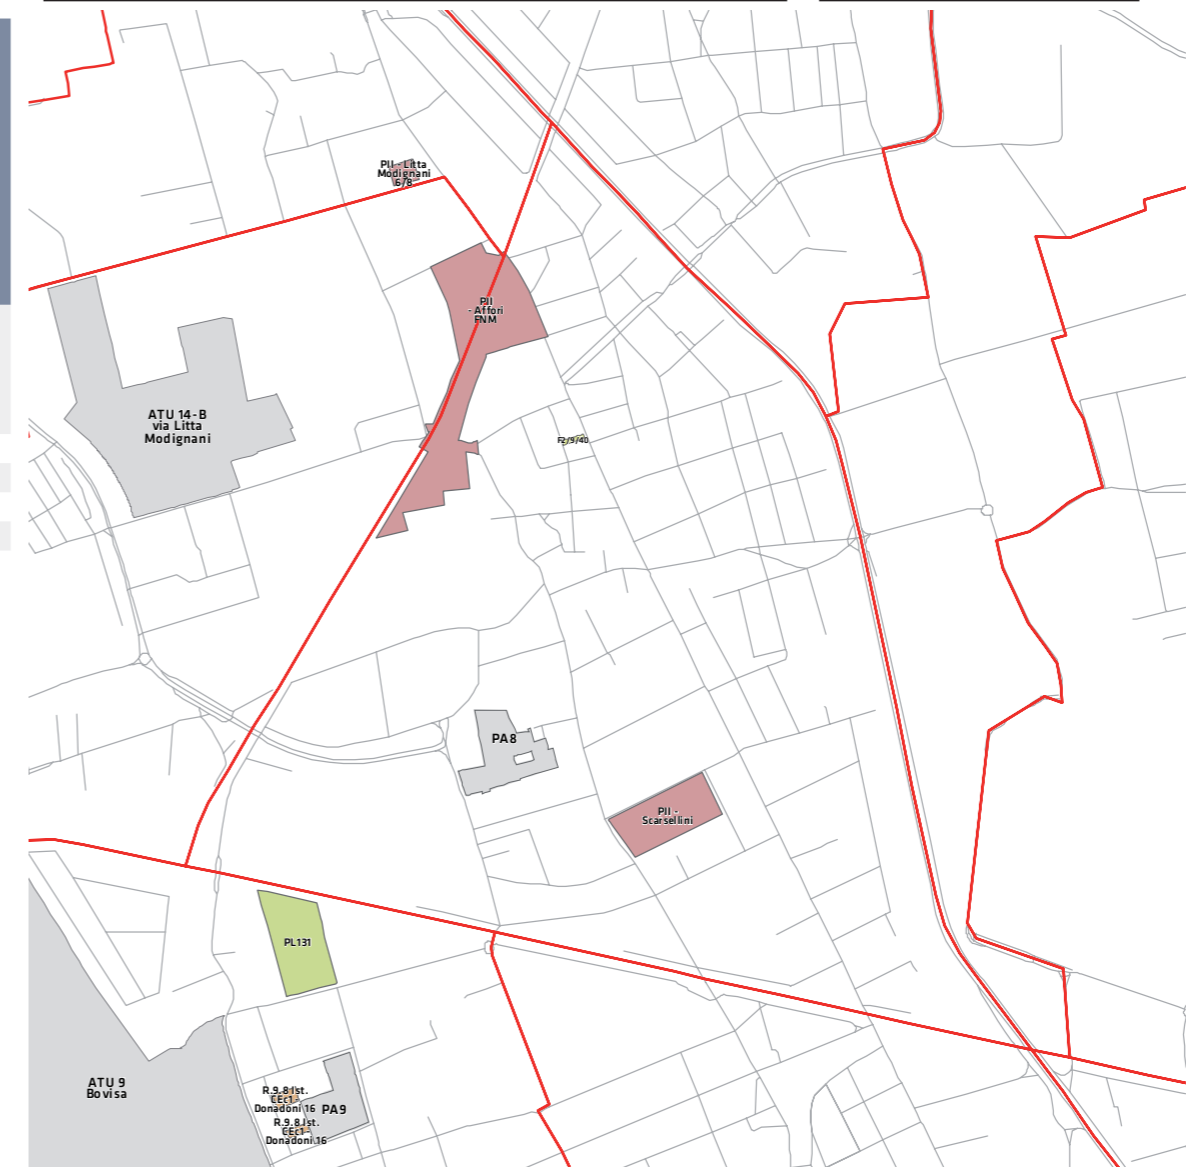 PII - Litta
Modignani
6/8
PII
- Affori
FNM
ATU 14-B
via Litta
Modignani
F2/9/40
PA8
PII -
Scarsellini
PL131
ATU 9
Bovisa
R.9.8 Ist.
CEc1 -
Donadoni 16
PA9
R.9.8 Ist.
CEc1 -
Donadoni 16